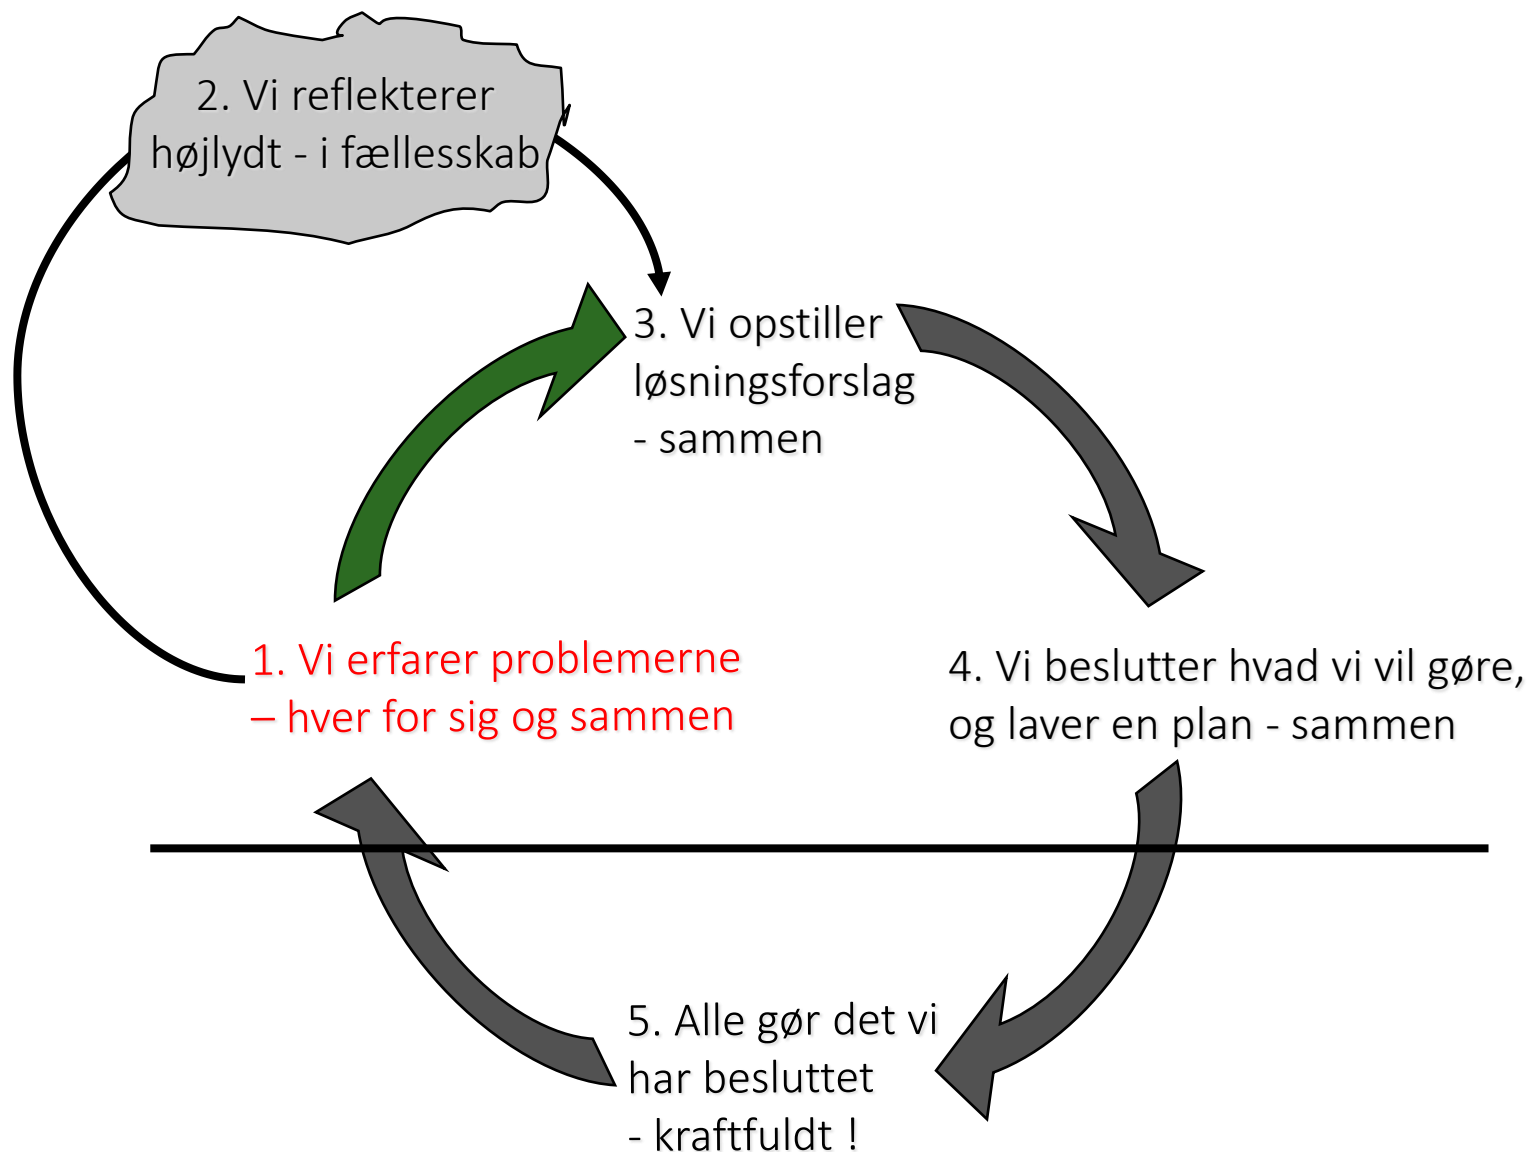 2. Vi reflekterer
højlydt - i fællesskab
3. Vi opstiller
løsningsforslag
- sammen
1. Vi erfarer problemerne
– hver for sig og sammen
4. Vi beslutter hvad vi vil gøre,
og laver en plan - sammen
5. Alle gør det vi
har besluttet
- kraftfuldt !